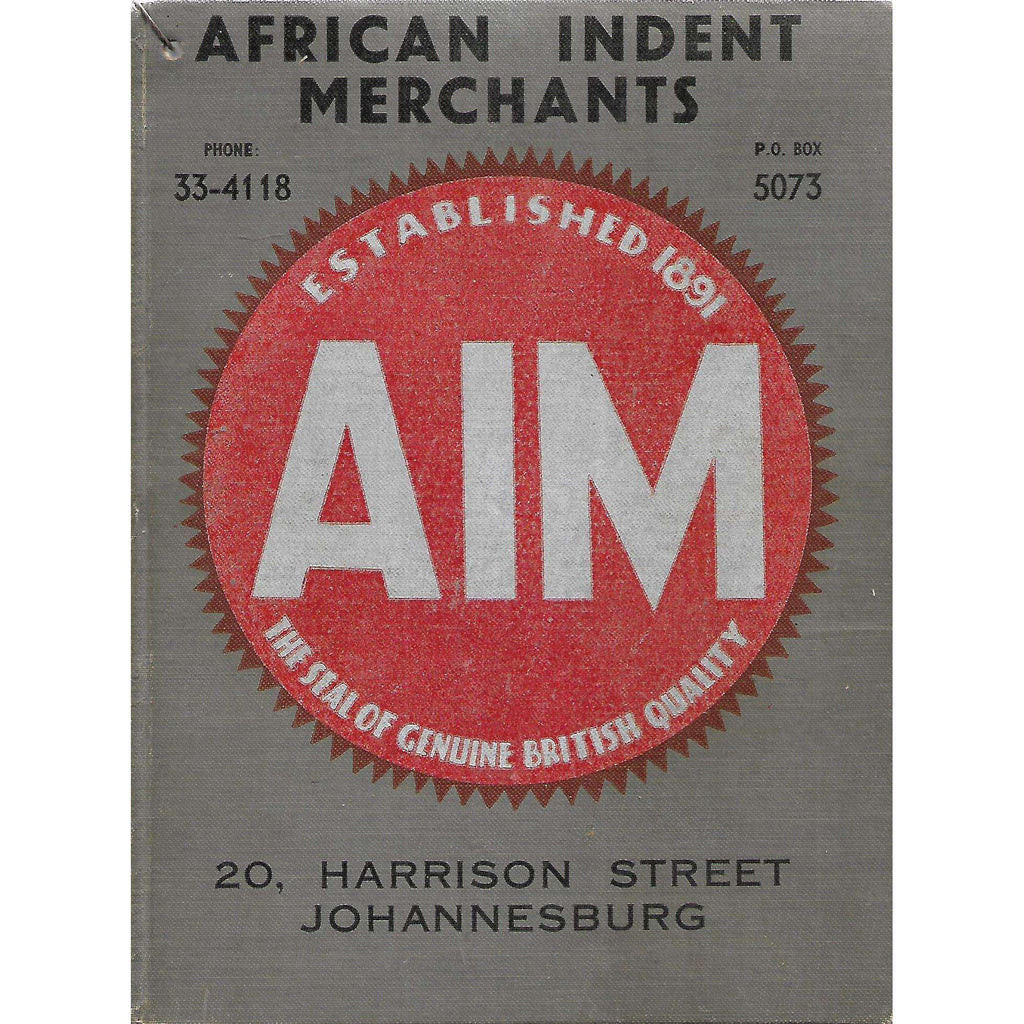 AFRICAN INDENT
MERCHANTS
PHONE:
33-4118
P.O. BOX
5073
ESTABLISHED 1891
AIM
THE SEAL OF GENUINE BRITISH QUALITY
20, HARRISON STREET
JOHANNESBURG